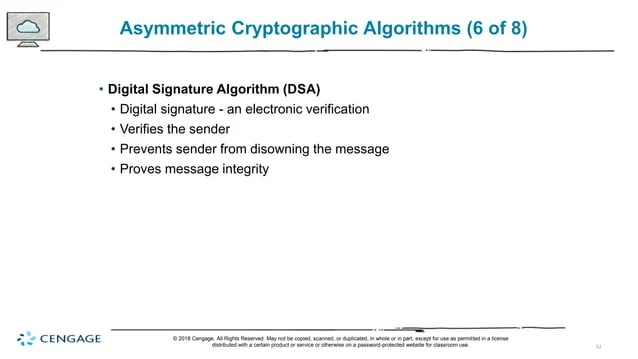 Asymmetric Cryptographic Algorithms (6 of 8)
• Digital Signature Algorithm (DSA)
• Digital signature - an electronic verification
• Verifies the sender
• Prevents sender from disowning the message
• Proves message integrity
CENGAGE
© 2018 Cengage. All Rights Reserved. May not be copied, scanned, or duplicated, in whole or in part, except for use as permitted in a license
distributed with a certain product or service or otherwise on a password-protected website for classroom use.